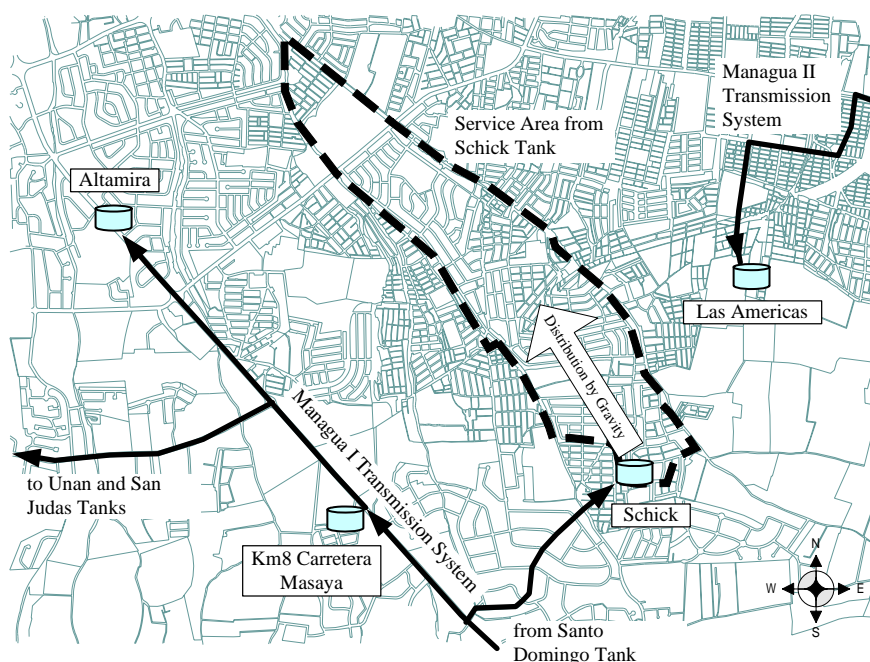 Managua II
Transmission
System
Service Area from
Schick Tank
Altamira
Las Americas
Distribution by Gravity
Managua I Transmission System
to Unan and San
Judas Tanks
Schick
Km8 Carretera
Masaya
from Santo
Domingo Tank
N
W
E
S